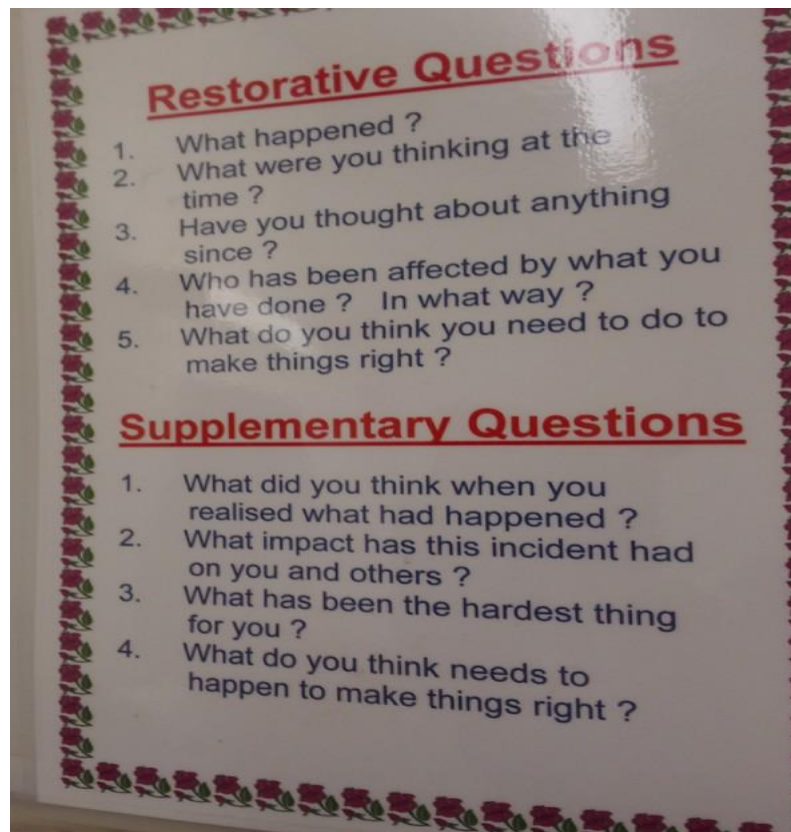 Restorative Questions
1. What happened ?
2. What were you thinking at the
time ?
3. Have you thought about anything
since ?
4. Who has been affected by what you
have done ? In what way ?
5. What do you think you need to do to
make things right ?
Supplementary Questions
1. What did you think when you
realised what had happened ?
2. What impact has this incident had
on you and others ?
3. What has been the hardest thing
for you ?
4. What do you think needs to
happen to make things right ?